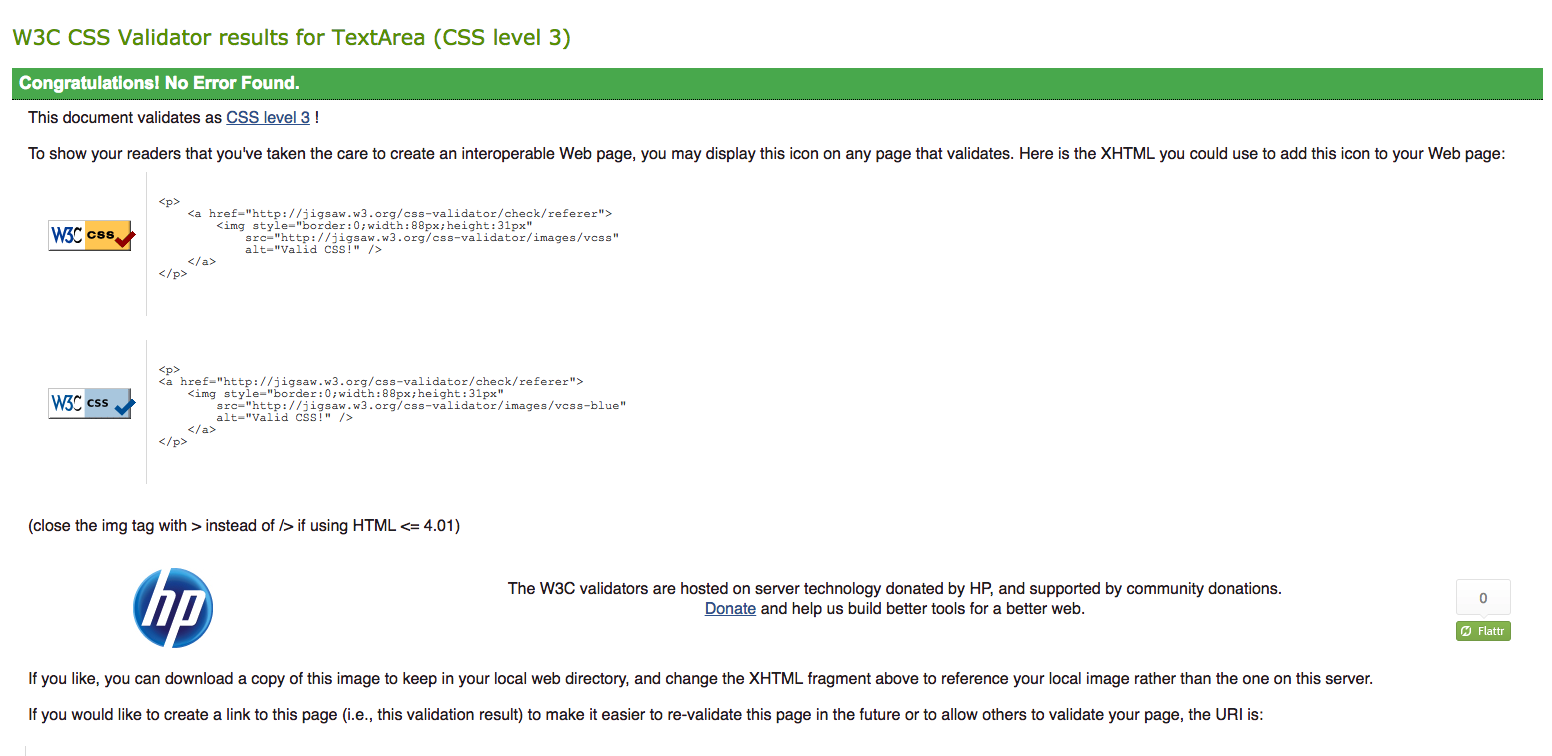 W3C CSS Validator results for TextArea (CSS level 3)
Congratulations! No Error Found.
This document validates as CSS level 3 !
To show your readers that you've taken the care to create an interoperable Web page, you may display this icon on any page that validates. Here is the XHTML you could use to add this icon to your Web page:
W3C css
<p>
<a href="http://jigsaw.w3.org/css-validator/check/referer">
<img style="border:0;width:88px;height:31px"
src="http://jigsaw.w3.org/css-validator/images/vcss"
alt="Valid CSS!" />
</a>
</p>
W3C css
<p>
<a href="http://jigsaw.w3.org/css-validator/check/referer">
<img style="border:0;width:88px;height:31px"
src="http://jigsaw.w3.org/css-validator/images/vcss-blue"
alt="Valid CSS!" />
</a>
</p>
(close the img tag with > instead of /> if using HTML <= 4.01)
hp
The W3C validators are hosted on server technology donated by HP, and supported by community donations.
Donate and help us build better tools for a better web.
0
Flattr
If you like, you can download a copy of this image to keep in your local web directory, and change the XHTML fragment above to reference your local image rather than the one on this server.
If you would like to create a link to this page (i.e., this validation result) to make it easier to re-validate this page in the future or to allow others to validate your page, the URI is: